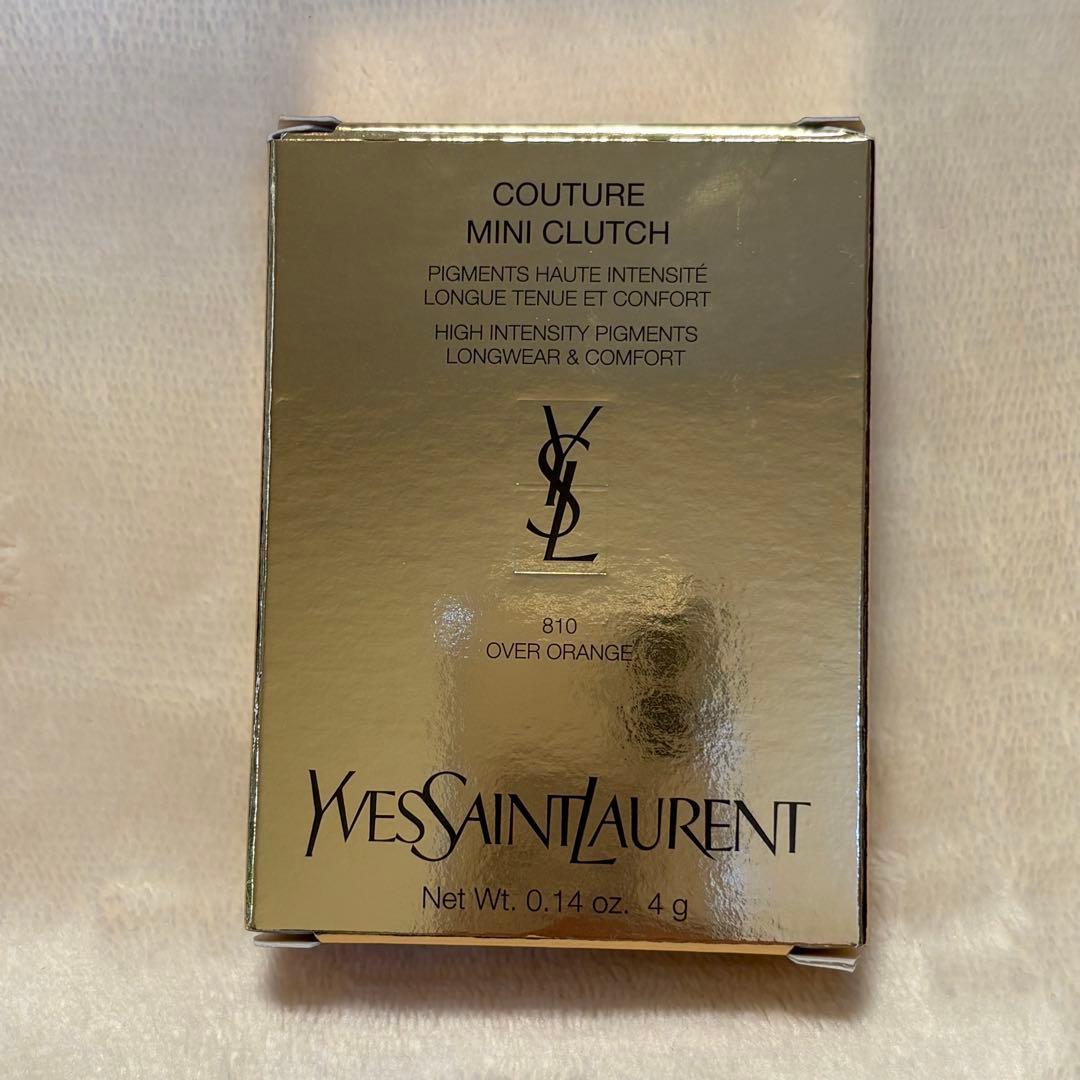 COUTURE
MINI CLUTCH
PIGMENTS HAUTE INTENSITÉ
LONGUE TENUE ET CONFORT
HIGH INTENSITY PIGMENTS
LONGWEAR & COMFORT
YSL
810
OVER ORANGE
YVESSAINTLAURENT
Net Wt. 0.14 oz. 4 g